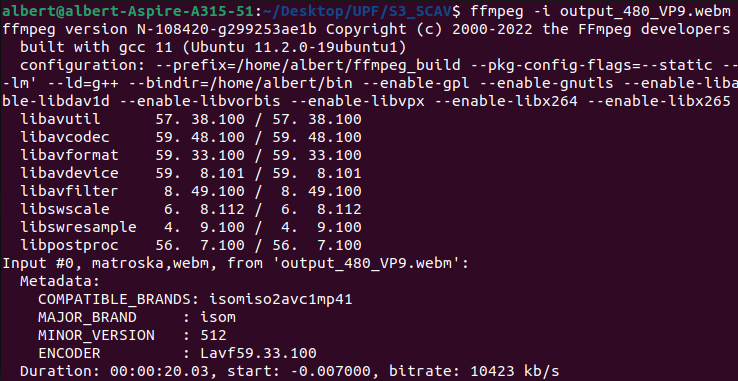 albert@albert-Aspire-A315-51:~/Desktop/UPF/S3_SCAV$ ffmpeg -i output_480_VP9.webm
ffmpeg version N-108420-g299253ae1b Copyright (c) 2000-2022 the FFmpeg developers
  built with gcc 11 (Ubuntu 11.2.0-19ubuntu1)
  configuration: --prefix=/home/albert/ffmpeg_build --pkg-config-flags=--static --
-lm' --ld=g++ --bindir=/home/albert/bin --enable-gpl --enable-gnutls --enable-liba
ble-libdav1d --enable-libvorbis --enable-libvpx --enable-libx264 --enable-libx265
  libavutil      57. 38.100 / 57. 38.100
  libavcodec     59. 48.100 / 59. 48.100
  libavformat    59. 33.100 / 59. 33.100
  libavdevice    59.  8.101 / 59.  8.101
  libavfilter     8. 49.100 /  8. 49.100
  libswscale      6.  8.112 /  6.  8.112
  libswresample   4.  9.100 /  4.  9.100
  libpostproc    56.  7.100 / 56.  7.100
Input #0, matroska,webm, from 'output_480_VP9.webm':
  Metadata:
    COMPATIBLE_BRANDS: isomiso2avc1mp41
    MAJOR_BRAND     : isom
    MINOR_VERSION   : 512
    ENCODER         : Lavf59.33.100
  Duration: 00:00:20.03, start: -0.007000, bitrate: 10423 kb/s